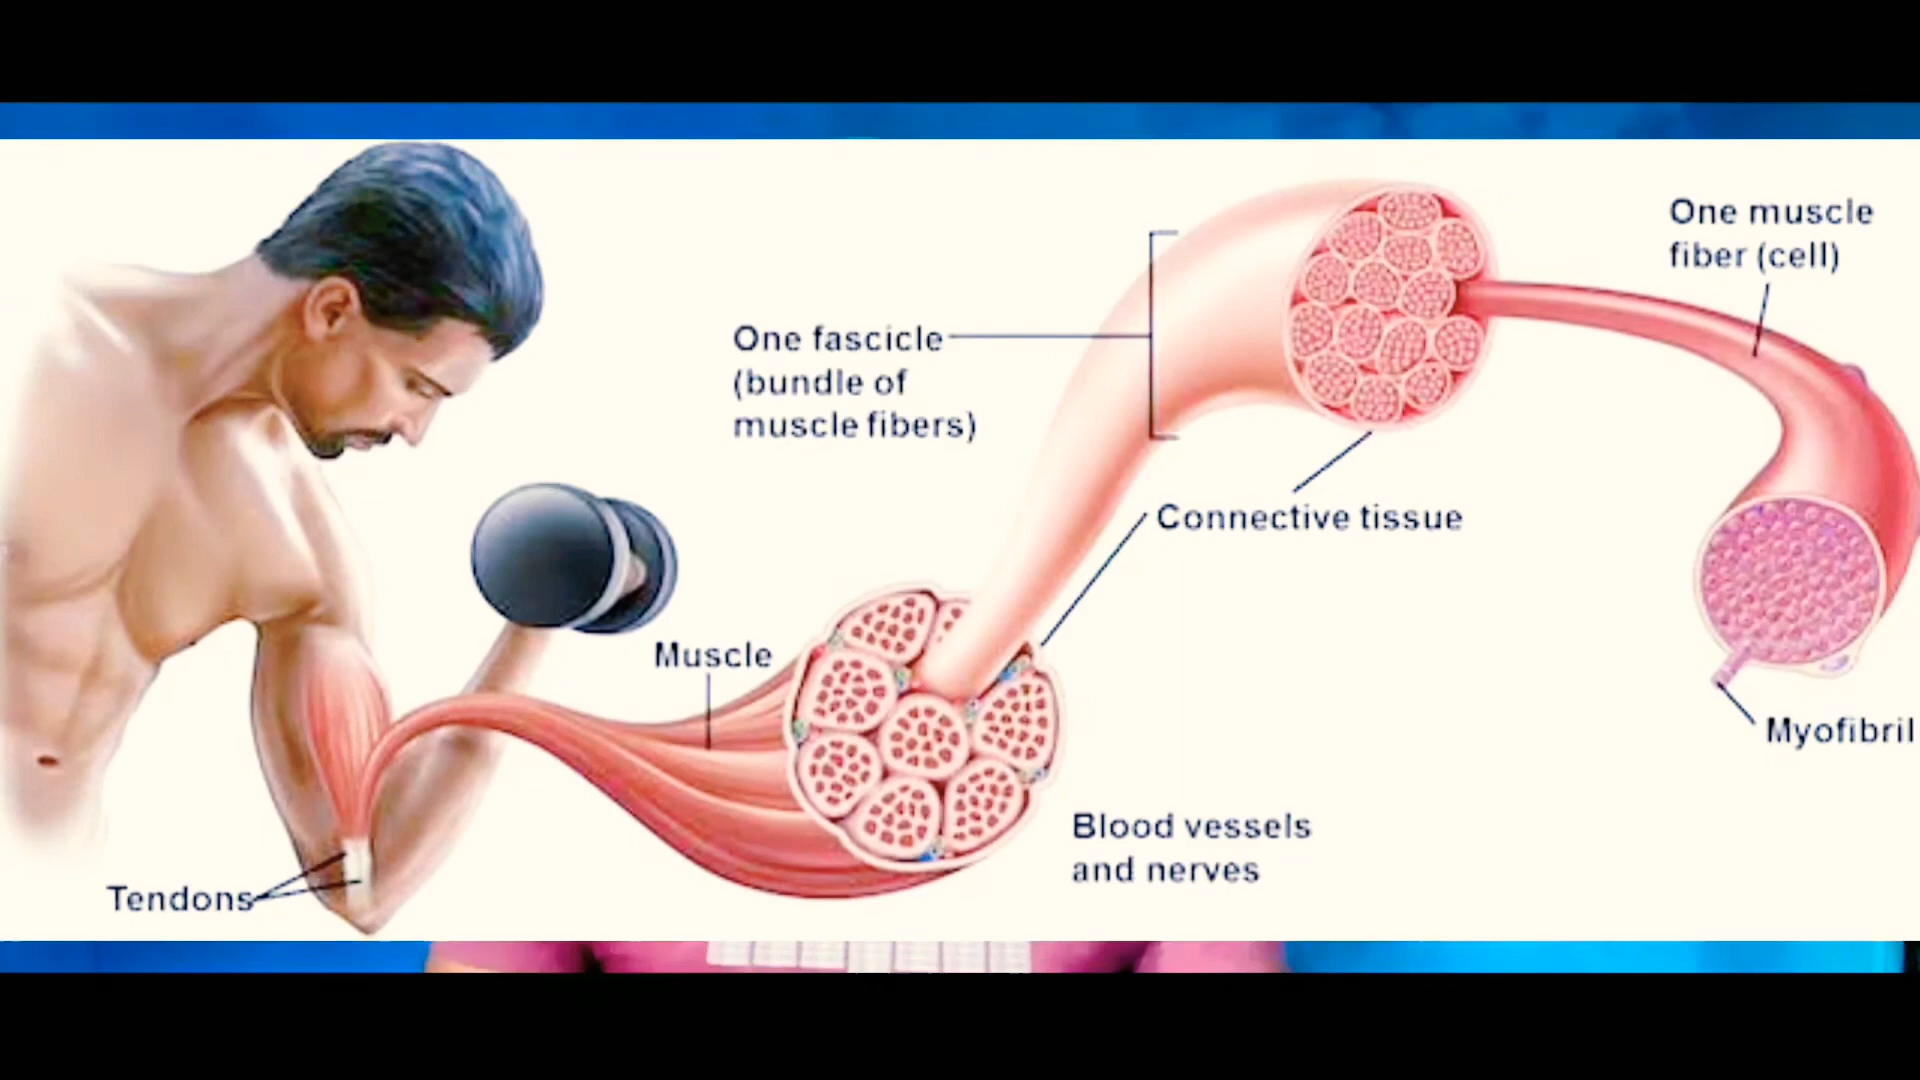 One muscle
fiber (cell)
One fascicle
(bundle of
muscle fibers)
Connective tissue
Muscle
Myofibril
Blood vessels
and nerves
Tendons